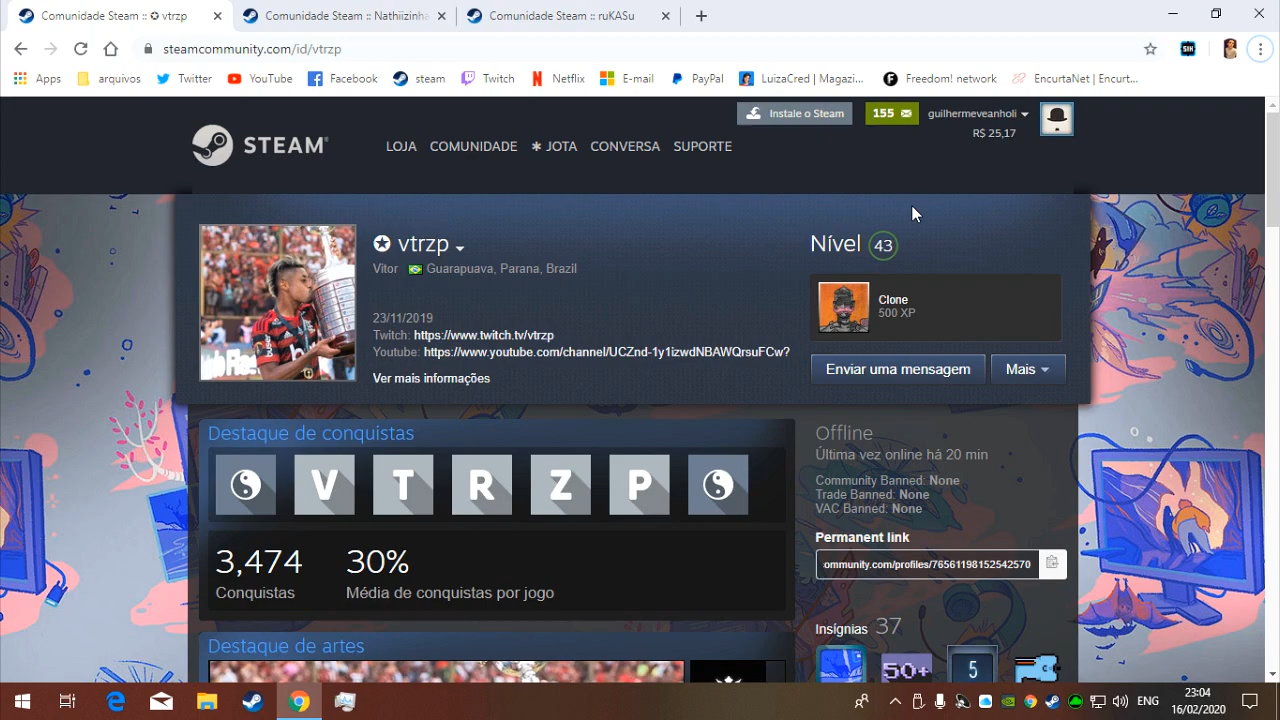 Comunidade Steam :: ✪ vtrzp
Comunidade Steam :: Nathiizinha
Comunidade Steam :: ruKASu
steamcommunity.com/id/vtrzp
SIH
Apps
arquivos
Twitter
YouTube
Facebook
steam
Twitch
Netflix
E-mail
PayP
LuizaCred | Magazi...
Freedom! network
EncurtaNet | Encurt...
Instale o Steam
155
guilhermeveanholi
R$ 25,17
STEAM
LOJA
COMUNIDADE
✱ JOTA
CONVERSA
SUPORTE
✪ vtrzp
Vitor Guarapuava, Parana, Brazil
23/11/2019
Twitch: https://www.twitch.tv/vtrzp
Youtube: https://www.youtube.com/channel/UCZnd-1y1izwdNBAWQrsuFCw?
Ver mais informações
Nível 43
Clone
500 XP
Enviar uma mensagem
Mais
Destaque de conquistas
V T R Z P
3,474
Conquistas
30%
Média de conquistas por jogo
Destaque de artes
Offline
Última vez online há 20 min
Community Banned: None
Trade Banned: None
VAC Banned: None
Permanent link
ommunity.com/profiles/76561198152542570
Insígnias 37
50+
5
ENG
23:04
16/02/2020